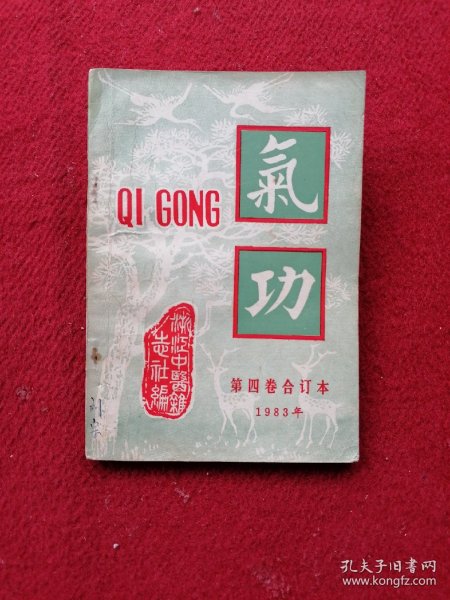 氣
功
QI GONG
浙江中醫雜
志社編
第四卷合订本
1983年
孔夫子旧书网
www.kongfz.com